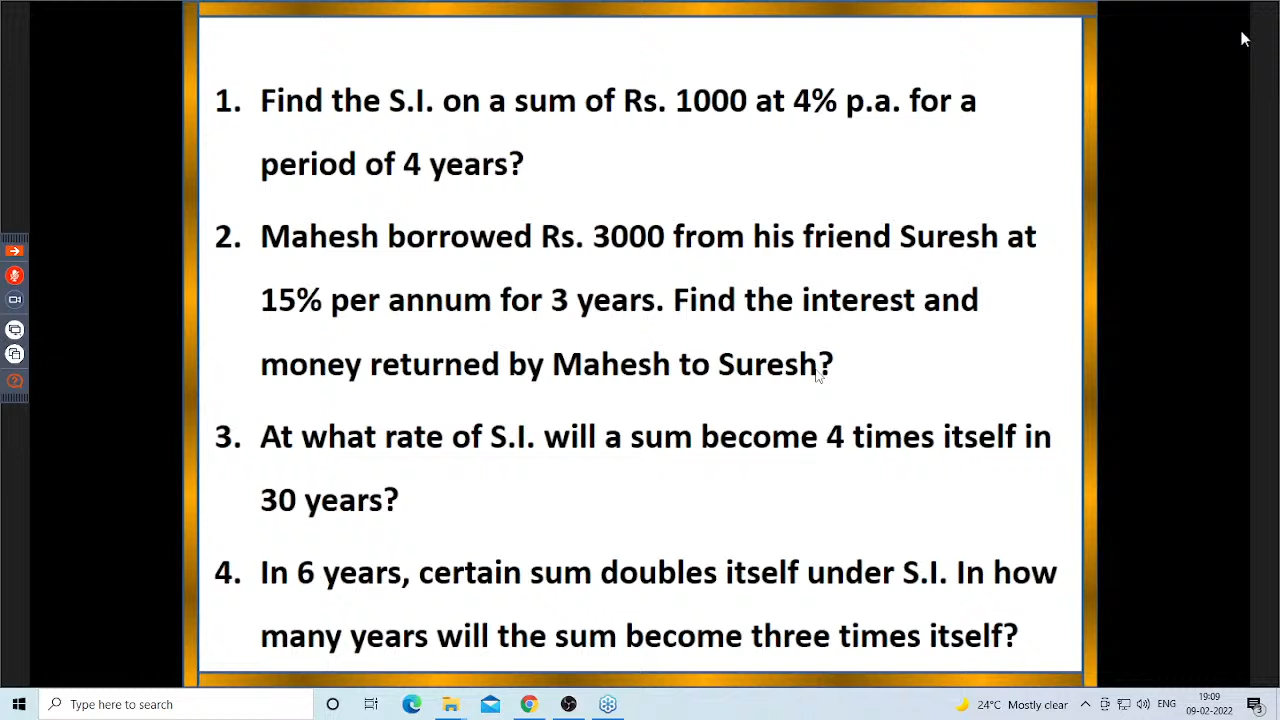 1. Find the S.I. on a sum of Rs. 1000 at 4% p.a. for a
period of 4 years?
2. Mahesh borrowed Rs. 3000 from his friend Suresh at
15% per annum for 3 years. Find the interest and
money returned by Mahesh to Suresh?
3. At what rate of S.I. will a sum become 4 times itself in
30 years?
4. In 6 years, certain sum doubles itself under S.I. In how
many years will the sum become three times itself?
Type here to search
24°C Mostly clear
ENG
19:09
09-02-2022
3